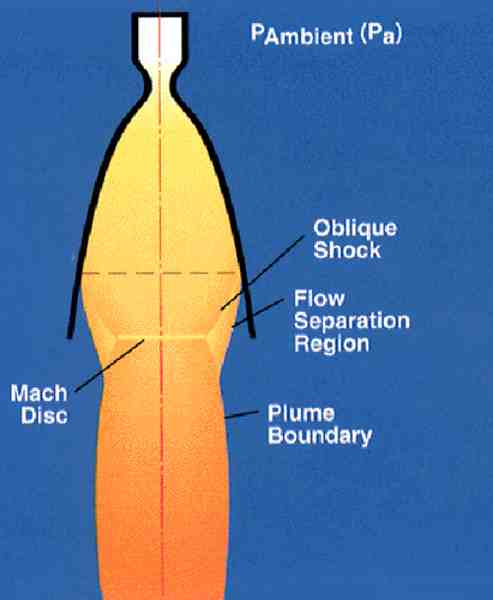 PAmbient (Pa)
Oblique
Shock
Flow
Separation
Region
Mach
Disc
Plume
Boundary